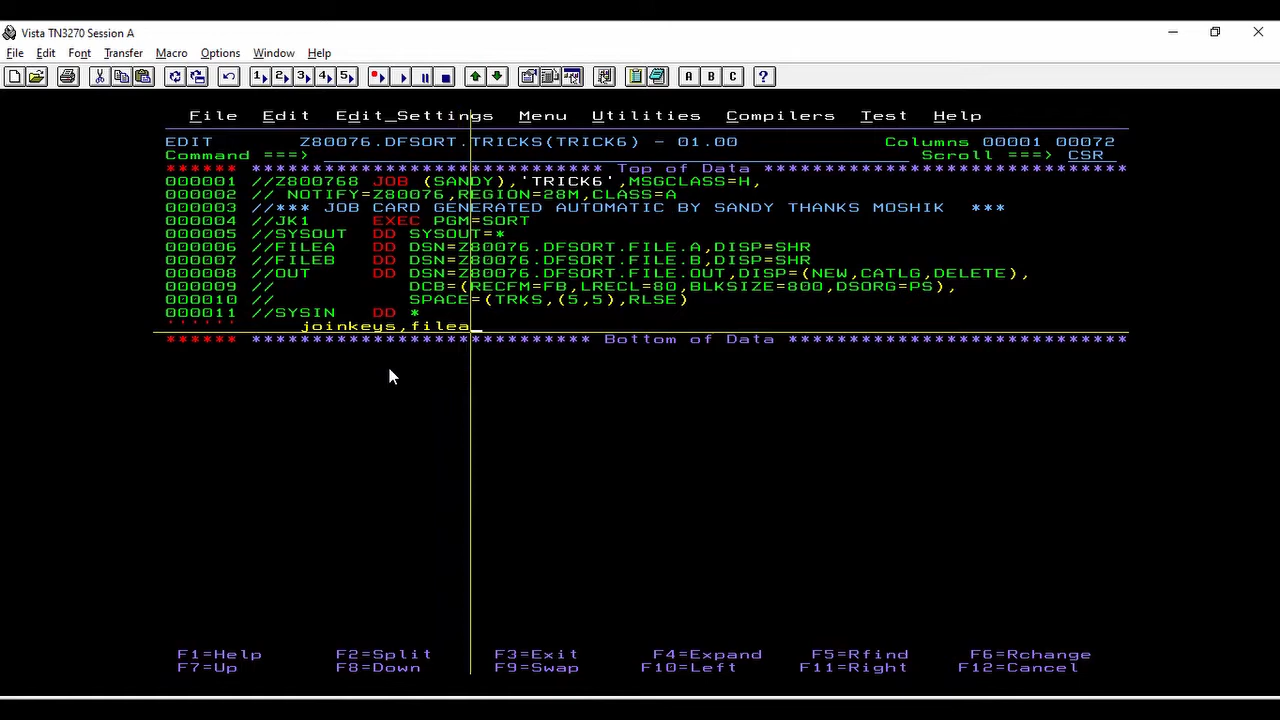 Vista TN3270 Session A
File Edit Font Transfer Macro Options Window Help
1 2 3 4 5 A B C ?
File Edit Edit_Settings Menu Utilities Compilers Test Help
EDIT Z80076.DFSORT.TRICKS(TRICK6) - 01.00 Columns 00001 00072
Command ===> Scroll ===> CSR
****** *************************** Top of Data ****************************
000001 //Z800768 JOB (SANDY),'TRICK6',MSGCLASS=H,
000002 // NOTIFY=Z80076,REGION=28M,CLASS=A
000003 //*** JOB CARD GENERATED AUTOMATIC BY SANDY THANKS MOSHIK ***
000004 //JK1 EXEC PGM=SORT
000005 //SYSOUT DD SYSOUT=*
000006 //FILEA DD DSN=Z80076.DFSORT.FILE.A,DISP=SHR
000007 //FILEB DD DSN=Z80076.DFSORT.FILE.B,DISP=SHR
000008 //OUT DD DSN=Z80076.DFSORT.FILE.OUT,DISP=(NEW,CATLG,DELETE),
000009 // DCB=(RECFM=FB,LRECL=80,BLKSIZE=800,DSORG=PS),
000010 // SPACE=(TRKS,(5,5),RLSE)
000011 //SYSIN DD *
'''''' joinkeys,filea_
****** *************************** Bottom of Data ****************************
F1=Help F2=Split F3=Exit F4=Expand F5=Rfind F6=Rchange
F7=Up F8=Down F9=Swap F10=Left F11=Right F12=Cancel